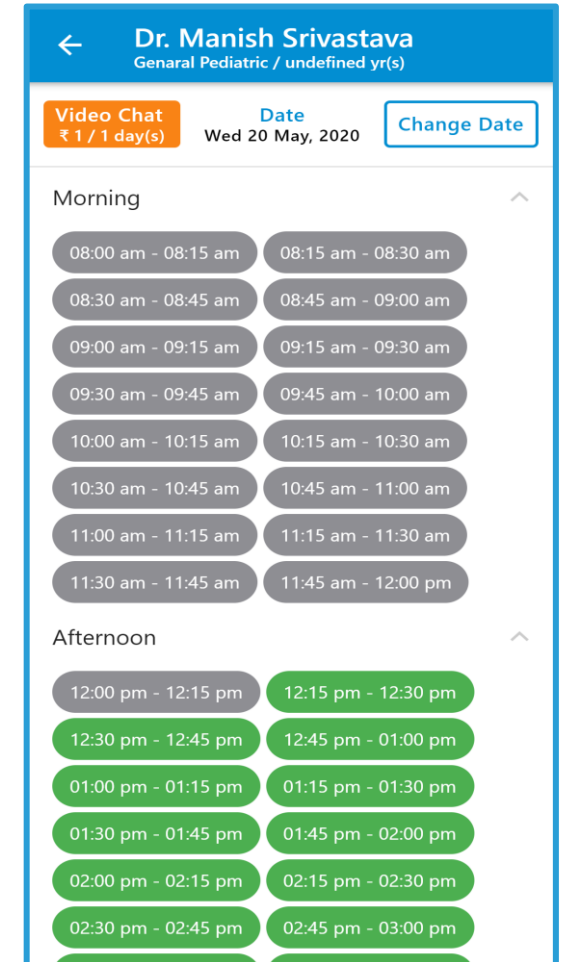 Dr. Manish Srivastava
Genaral Pediatric / undefined yr(s)
Video Chat
₹ 1 / 1 day(s)
Date
Wed 20 May, 2020
Change Date
Morning
08:00 am - 08:15 am 08:15 am - 08:30 am
08:30 am - 08:45 am 08:45 am - 09:00 am
09:00 am - 09:15 am 09:15 am - 09:30 am
09:30 am - 09:45 am 09:45 am - 10:00 am
10:00 am - 10:15 am 10:15 am - 10:30 am
10:30 am - 10:45 am 10:45 am - 11:00 am
11:00 am - 11:15 am 11:15 am - 11:30 am
11:30 am - 11:45 am 11:45 am - 12:00 pm
Afternoon
12:00 pm - 12:15 pm 12:15 pm - 12:30 pm
12:30 pm - 12:45 pm 12:45 pm - 01:00 pm
01:00 pm - 01:15 pm 01:15 pm - 01:30 pm
01:30 pm - 01:45 pm 01:45 pm - 02:00 pm
02:00 pm - 02:15 pm 02:15 pm - 02:30 pm
02:30 pm - 02:45 pm 02:45 pm - 03:00 pm